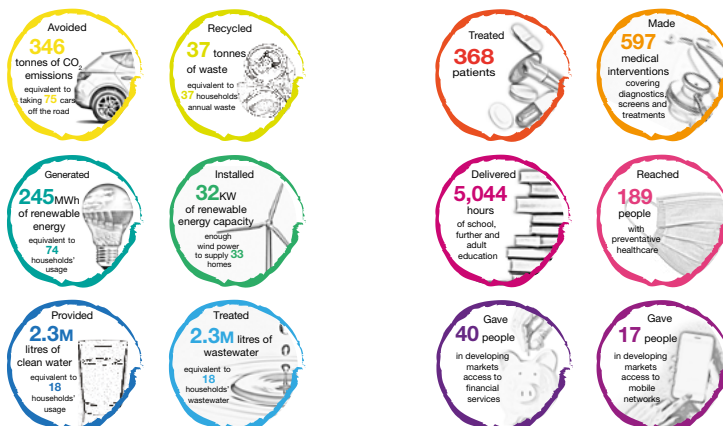 Avoided
346
tonnes of CO2
emissions
equivalent to
taking 75 cars
off the road
Recycled
37 tonnes
of waste
equivalent to
37 households'
annual waste
Treated
368
patients
Made
597
medical
interventions
covering
diagnostics,
screens and
treatments
Generated
245MWh
of renewable
energy
equivalent to
74
households'
usage
Installed
32KW
of renewable
energy capacity
enough
wind power
to supply 33
homes
Delivered
5,044
hours
of school,
further and
adult
education
Reached
189
people
with
preventative
healthcare
Provided
2.3M
litres of
clean water
equivalent to
18
households'
usage
Treated
2.3M litres of
wastewater
equivalent to
18
households'
wastewater
Gave
40 people
in developing
markets
access to
financial
services
Gave
17 people
in developing
markets
access to
mobile
networks